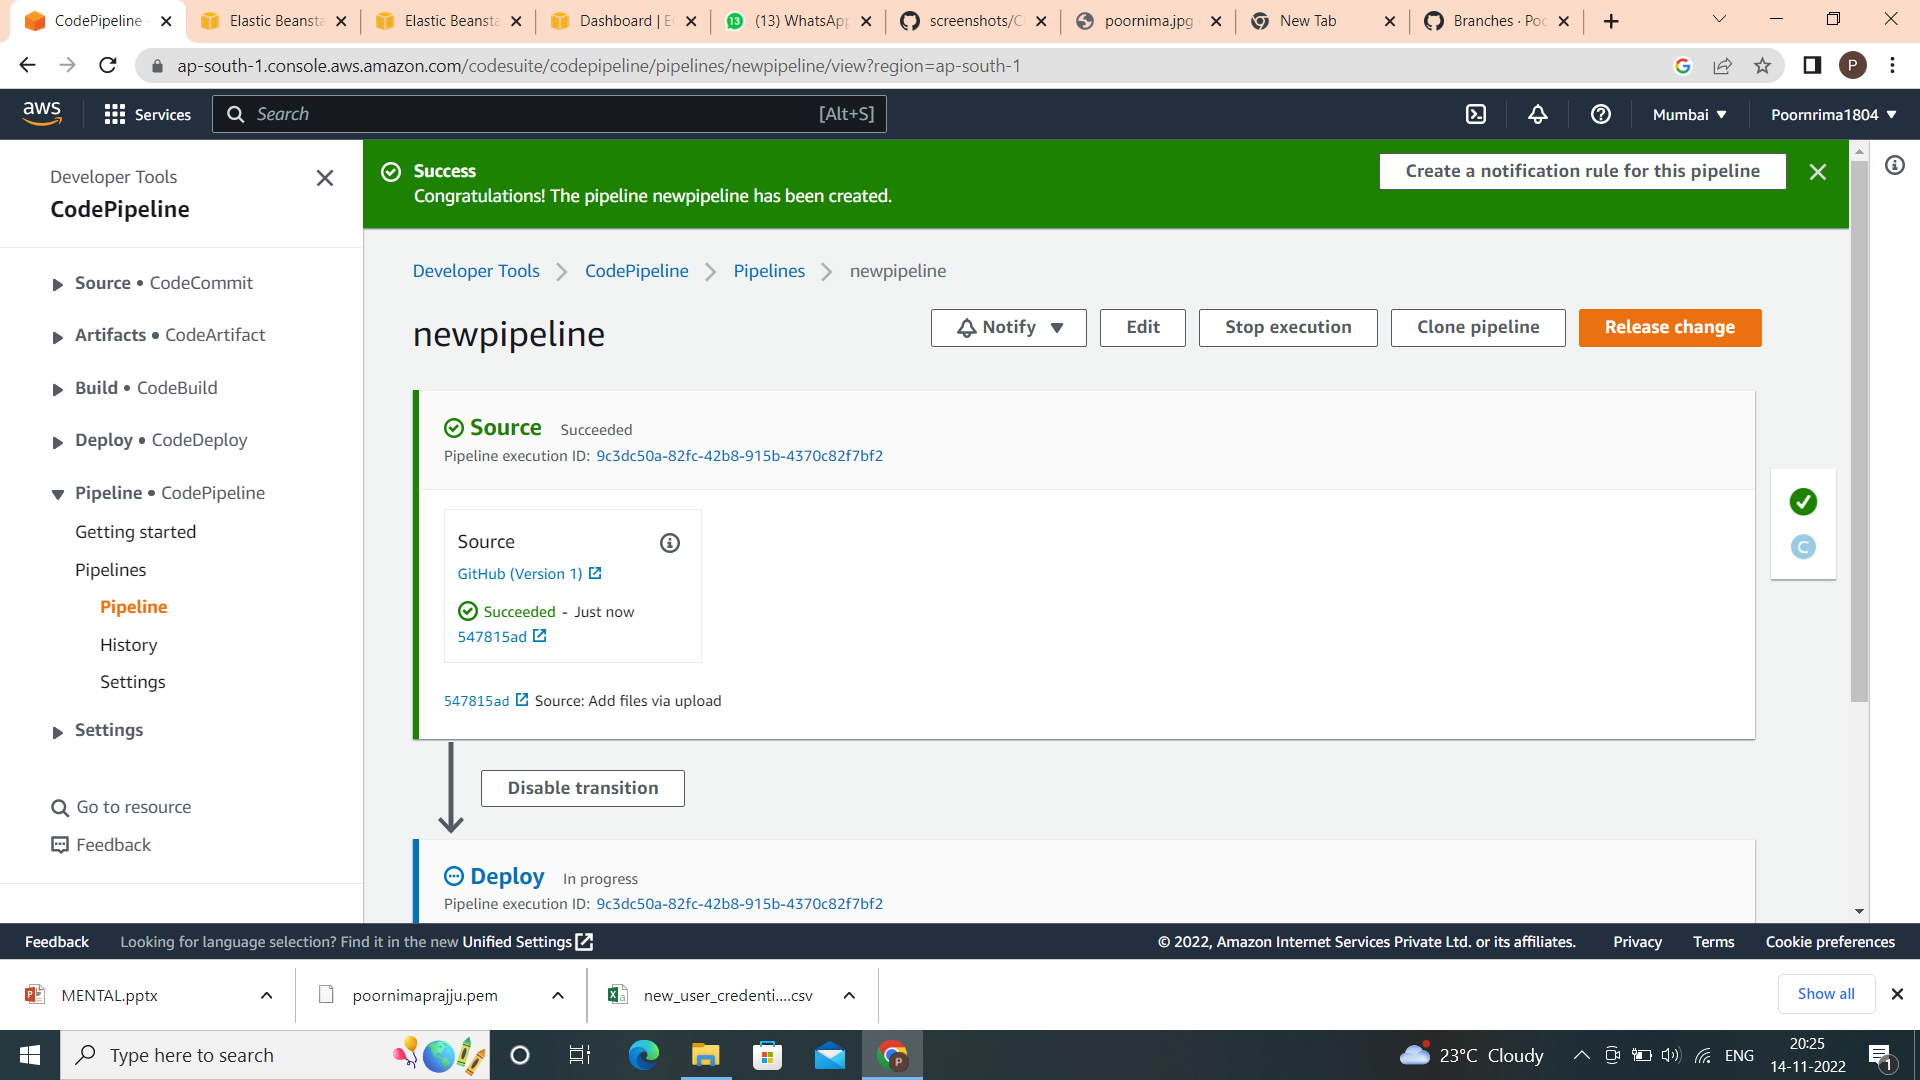 CodePipeline
Elastic Beansta
Elastic Beansta
Dashboard | E
(13) WhatsApp
screenshots/C
poornima.jpg
New Tab
Branches · Poo
ap-south-1.console.aws.amazon.com/codesuite/codepipeline/pipelines/newpipeline/view?region=ap-south-1
P
aws
Services
Search
[Alt+S]
Mumbai
Poornrima1804
Developer Tools
CodePipeline
Source • CodeCommit
Artifacts • CodeArtifact
Build • CodeBuild
Deploy • CodeDeploy
Pipeline • CodePipeline
Getting started
Pipelines
Pipeline
History
Settings
Settings
Go to resource
Feedback
Success
Congratulations! The pipeline newpipeline has been created.
Create a notification rule for this pipeline
Developer Tools
CodePipeline
Pipelines
newpipeline
newpipeline
Notify
Edit
Stop execution
Clone pipeline
Release change
Source Succeeded
Pipeline execution ID: 9c3dc50a-82fc-42b8-915b-4370c82f7bf2
Source
GitHub (Version 1)
Succeeded - Just now
547815ad
547815ad Source: Add files via upload
Disable transition
Deploy In progress
Pipeline execution ID: 9c3dc50a-82fc-42b8-915b-4370c82f7bf2
C
Feedback
Looking for language selection? Find it in the new Unified Settings
© 2022, Amazon Internet Services Private Ltd. or its affiliates.
Privacy
Terms
Cookie preferences
MENTAL.pptx
poornimaprajju.pem
new_user_credenti....csv
Show all
Type here to search
23°C Cloudy
ENG
20:25
14-11-2022
1